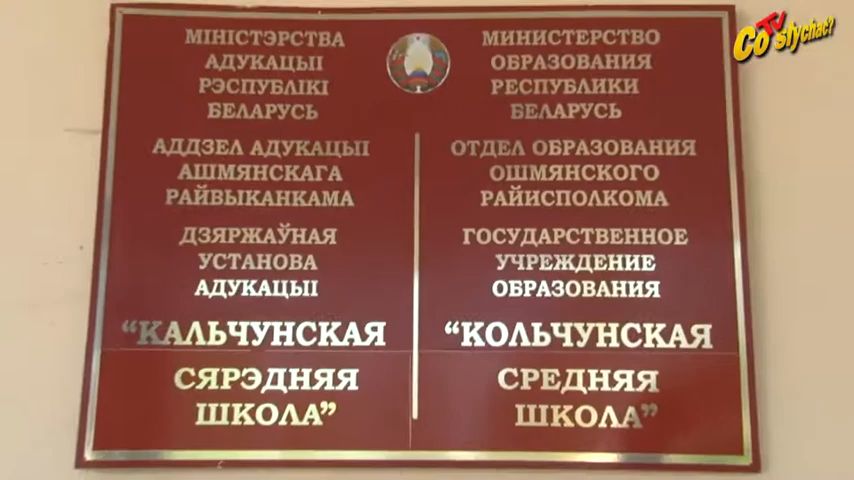 МІНІСТЭРСТВА
АДУКАЦЫІ
РЭСПУБЛІКІ
БЕЛАРУСЬ
АДДЗЕЛ АДУКАЦЫІ
АШМЯНСКАГА
РАЙВЫКАНКАМА
ДЗЯРЖАЎНАЯ
УСТАНОВА
АДУКАЦЫІ
“КАЛЬЧУНСКАЯ
СЯРЭДНЯЯ
ШКОЛА”
МИНИСТЕРСТВО
ОБРАЗОВАНИЯ
РЕСПУБЛИКИ
БЕЛАРУСЬ
ОТДЕЛ ОБРАЗОВАНИЯ
ОШМЯНСКОГО
РАЙИСПОЛКОМА
ГОСУДАРСТВЕННОЕ
УЧРЕЖДЕНИЕ
ОБРАЗОВАНИЯ
“КОЛЬЧУНСКАЯ
СРЕДНЯЯ
ШКОЛА”
TV
Co słychać?